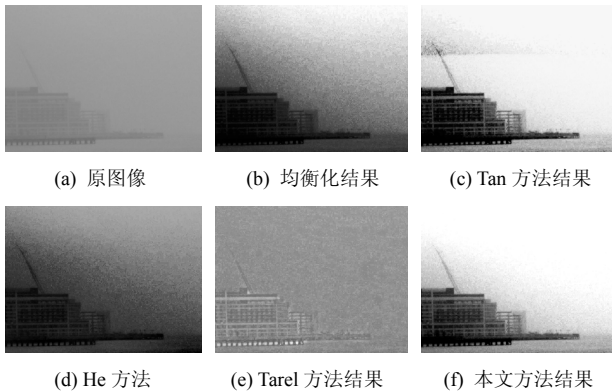 (a) 原图像
(b) 均衡化结果
(c) Tan 方法结果
(d) He 方法
(e) Tarel 方法结果
(f) 本文方法结果